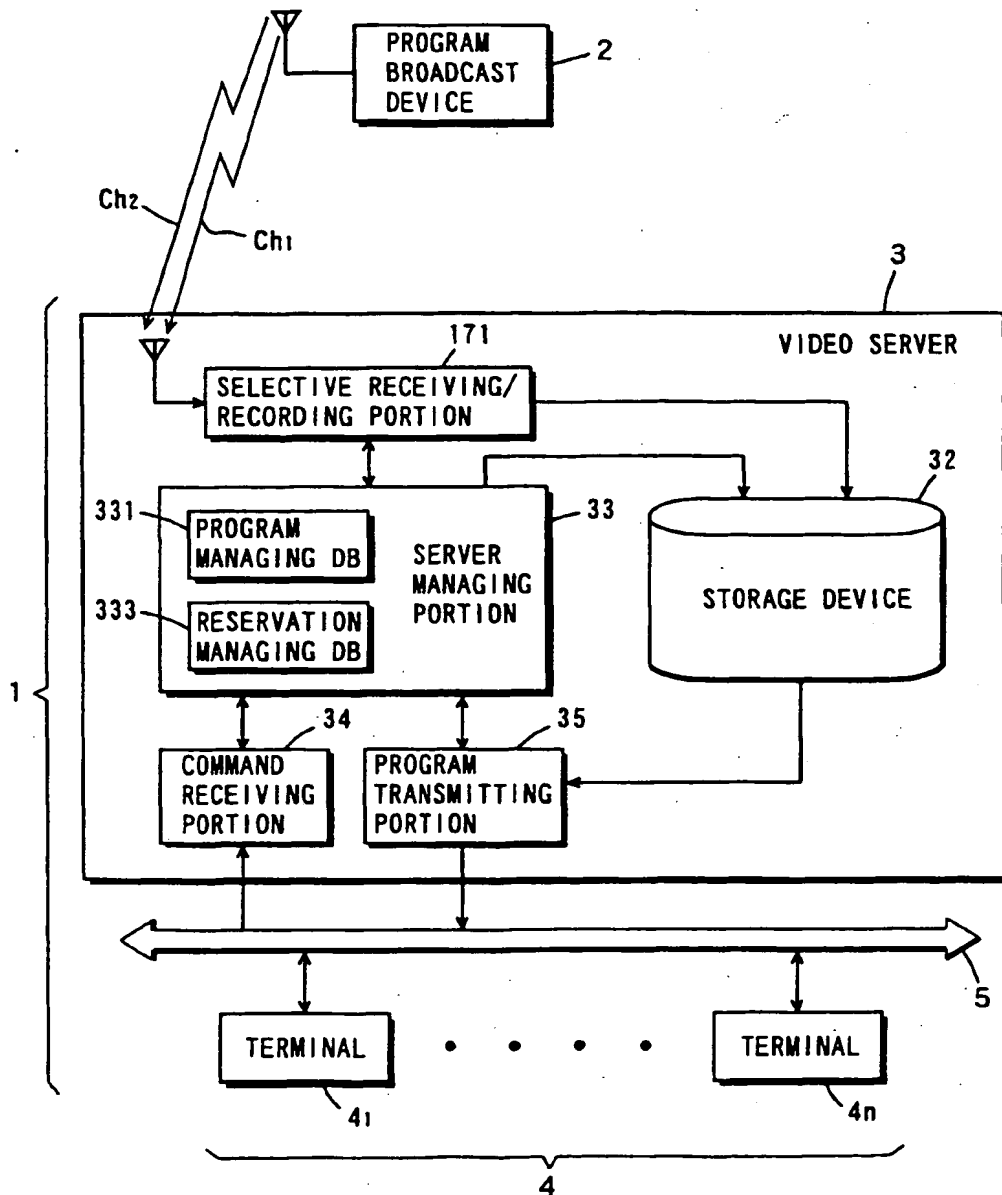 PROGRAM
BROADCAST
DEVICE
2
Ch2
Ch1
3
VIDEO SERVER
171
SELECTIVE RECEIVING/
RECORDING PORTION
32
331
PROGRAM
MANAGING DB
33
SERVER
MANAGING
PORTION
333
RESERVATION
MANAGING DB
STORAGE DEVICE
1
34
COMMAND
RECEIVING
PORTION
35
PROGRAM
TRANSMITTING
PORTION
5
TERMINAL
TERMINAL
41
4n
4